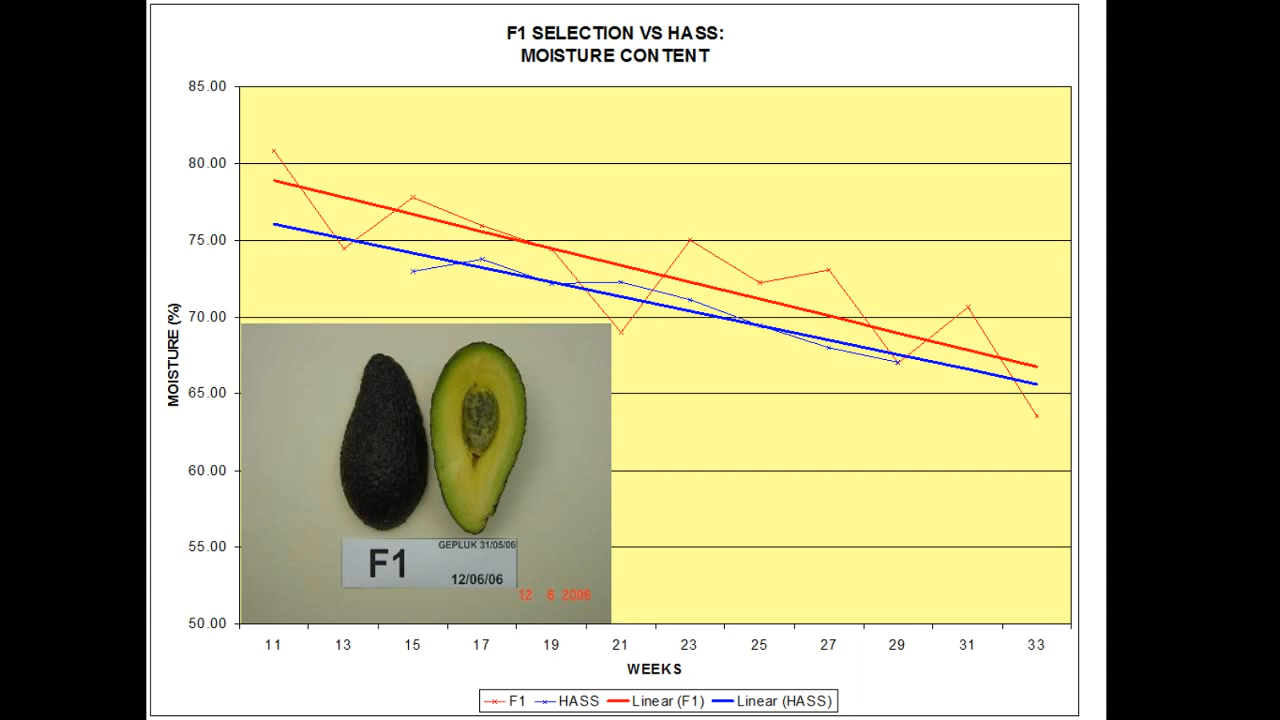 F1 SELECTION VS HASS:
MOISTURE CONTENT
85.00
80.00
75.00
70.00
65.00
60.00
55.00
50.00
MOISTURE (%)
F1
GEPLUK 31/05/06
12/06/06
12 6 2006
11 13 15 17 19 21 23 25 27 29 31 33
WEEKS
F1 HASS Linear (F1) Linear (HASS)